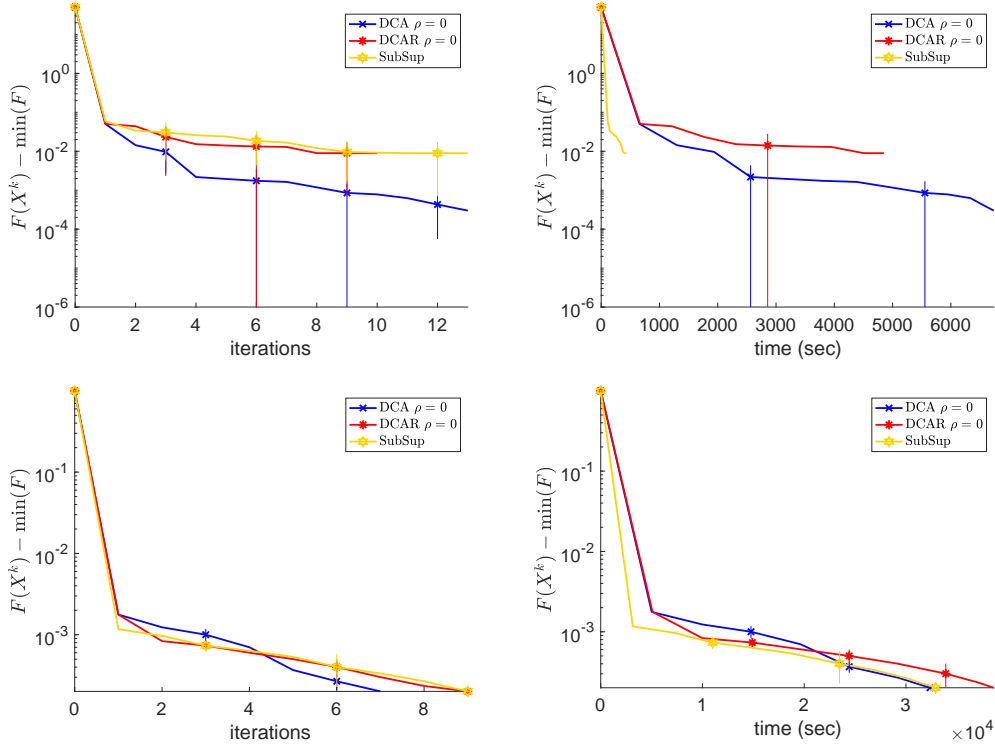 DCA ρ = 0
DCAR ρ = 0
SubSup
F(X^k) − min(F)
10^0
10^-2
10^-4
10^-6
0 2 4 6 8 10 12
iterations
DCA ρ = 0
DCAR ρ = 0
SubSup
F(X^k) − min(F)
10^0
10^-2
10^-4
10^-6
0 1000 2000 3000 4000 5000 6000
time (sec)
DCA ρ = 0
DCAR ρ = 0
SubSup
F(X^k) − min(F)
10^-1
10^-2
10^-3
0 2 4 6 8
iterations
DCA ρ = 0
DCAR ρ = 0
SubSup
F(X^k) − min(F)
10^-1
10^-2
10^-3
0 1 2 3
time (sec)
×10^4